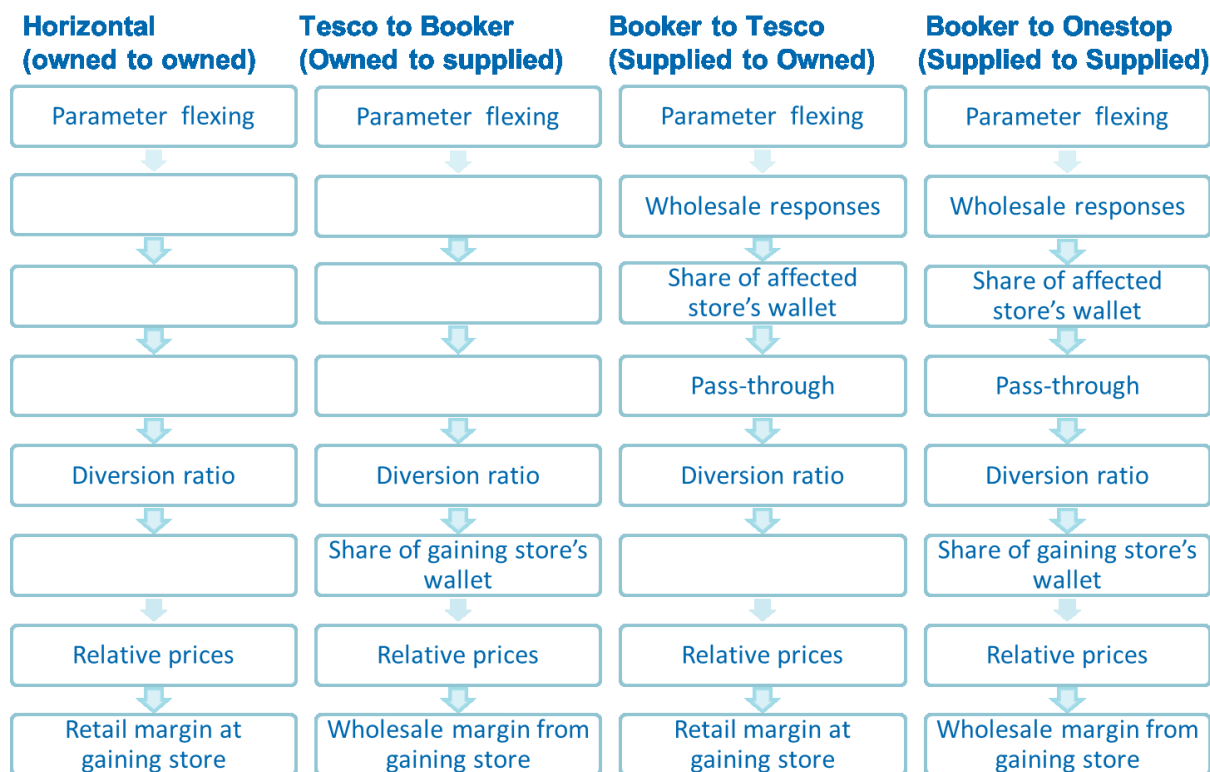 Horizontal
(owned to owned)
Tesco to Booker
(Owned to supplied)
Booker to Tesco
(Supplied to Owned)
Booker to Onestop
(Supplied to Supplied)
Parameter flexing
Parameter flexing
Parameter flexing
Parameter flexing
Wholesale responses
Wholesale responses
Share of affected
store's wallet
Share of affected
store's wallet
Pass-through
Pass-through
Diversion ratio
Diversion ratio
Diversion ratio
Diversion ratio
Share of gaining store's
wallet
Share of gaining store's
wallet
Relative prices
Relative prices
Relative prices
Relative prices
Retail margin at
gaining store
Wholesale margin from
gaining store
Retail margin at
gaining store
Wholesale margin from
gaining store